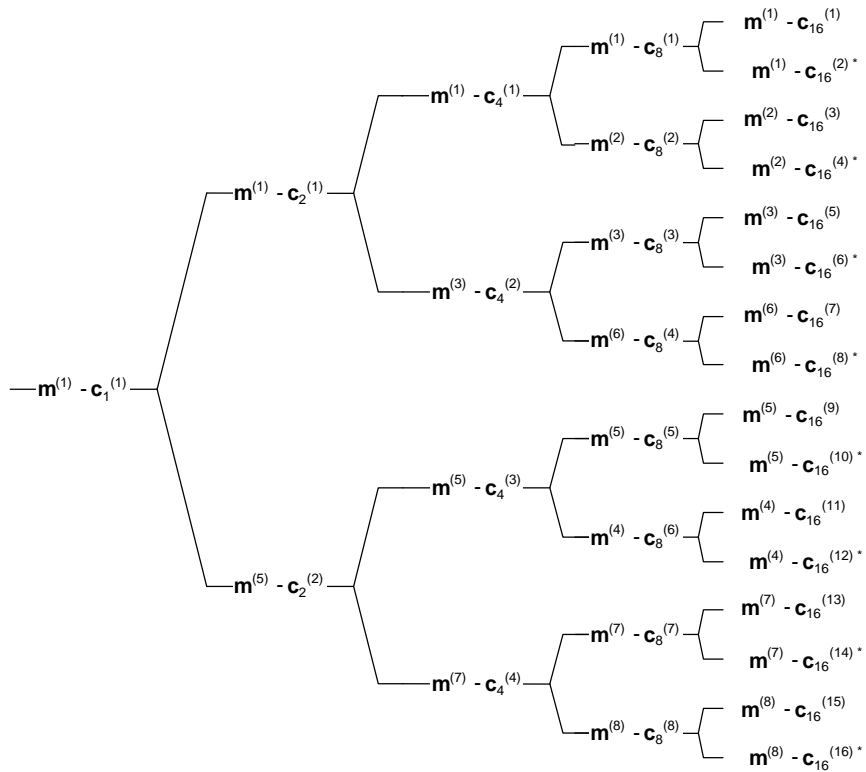 m⁽¹⁾ - c₁₆⁽¹⁾
m⁽¹⁾ - c₈⁽¹⁾
m⁽¹⁾ - c₁₆⁽²⁾ *
m⁽¹⁾ - c₄⁽¹⁾
m⁽²⁾ - c₁₆⁽³⁾
m⁽²⁾ - c₈⁽²⁾
m⁽²⁾ - c₁₆⁽⁴⁾ *
m⁽¹⁾ - c₂⁽¹⁾
m⁽³⁾ - c₁₆⁽⁵⁾
m⁽³⁾ - c₈⁽³⁾
m⁽³⁾ - c₁₆⁽⁶⁾ *
m⁽³⁾ - c₄⁽²⁾
m⁽⁶⁾ - c₁₆⁽⁷⁾
m⁽⁶⁾ - c₈⁽⁴⁾
m⁽⁶⁾ - c₁₆⁽⁸⁾ *
m⁽¹⁾ - c₁⁽¹⁾
m⁽⁵⁾ - c₁₆⁽⁹⁾
m⁽⁵⁾ - c₈⁽⁵⁾
m⁽⁵⁾ - c₁₆⁽¹⁰⁾ *
m⁽⁵⁾ - c₄⁽³⁾
m⁽⁴⁾ - c₁₆⁽¹¹⁾
m⁽⁴⁾ - c₈⁽⁶⁾
m⁽⁴⁾ - c₁₆⁽¹²⁾ *
m⁽⁵⁾ - c₂⁽²⁾
m⁽⁷⁾ - c₁₆⁽¹³⁾
m⁽⁷⁾ - c₈⁽⁷⁾
m⁽⁷⁾ - c₁₆⁽¹⁴⁾ *
m⁽⁷⁾ - c₄⁽⁴⁾
m⁽⁸⁾ - c₁₆⁽¹⁵⁾
m⁽⁸⁾ - c₈⁽⁸⁾
m⁽⁸⁾ - c₁₆⁽¹⁶⁾ *